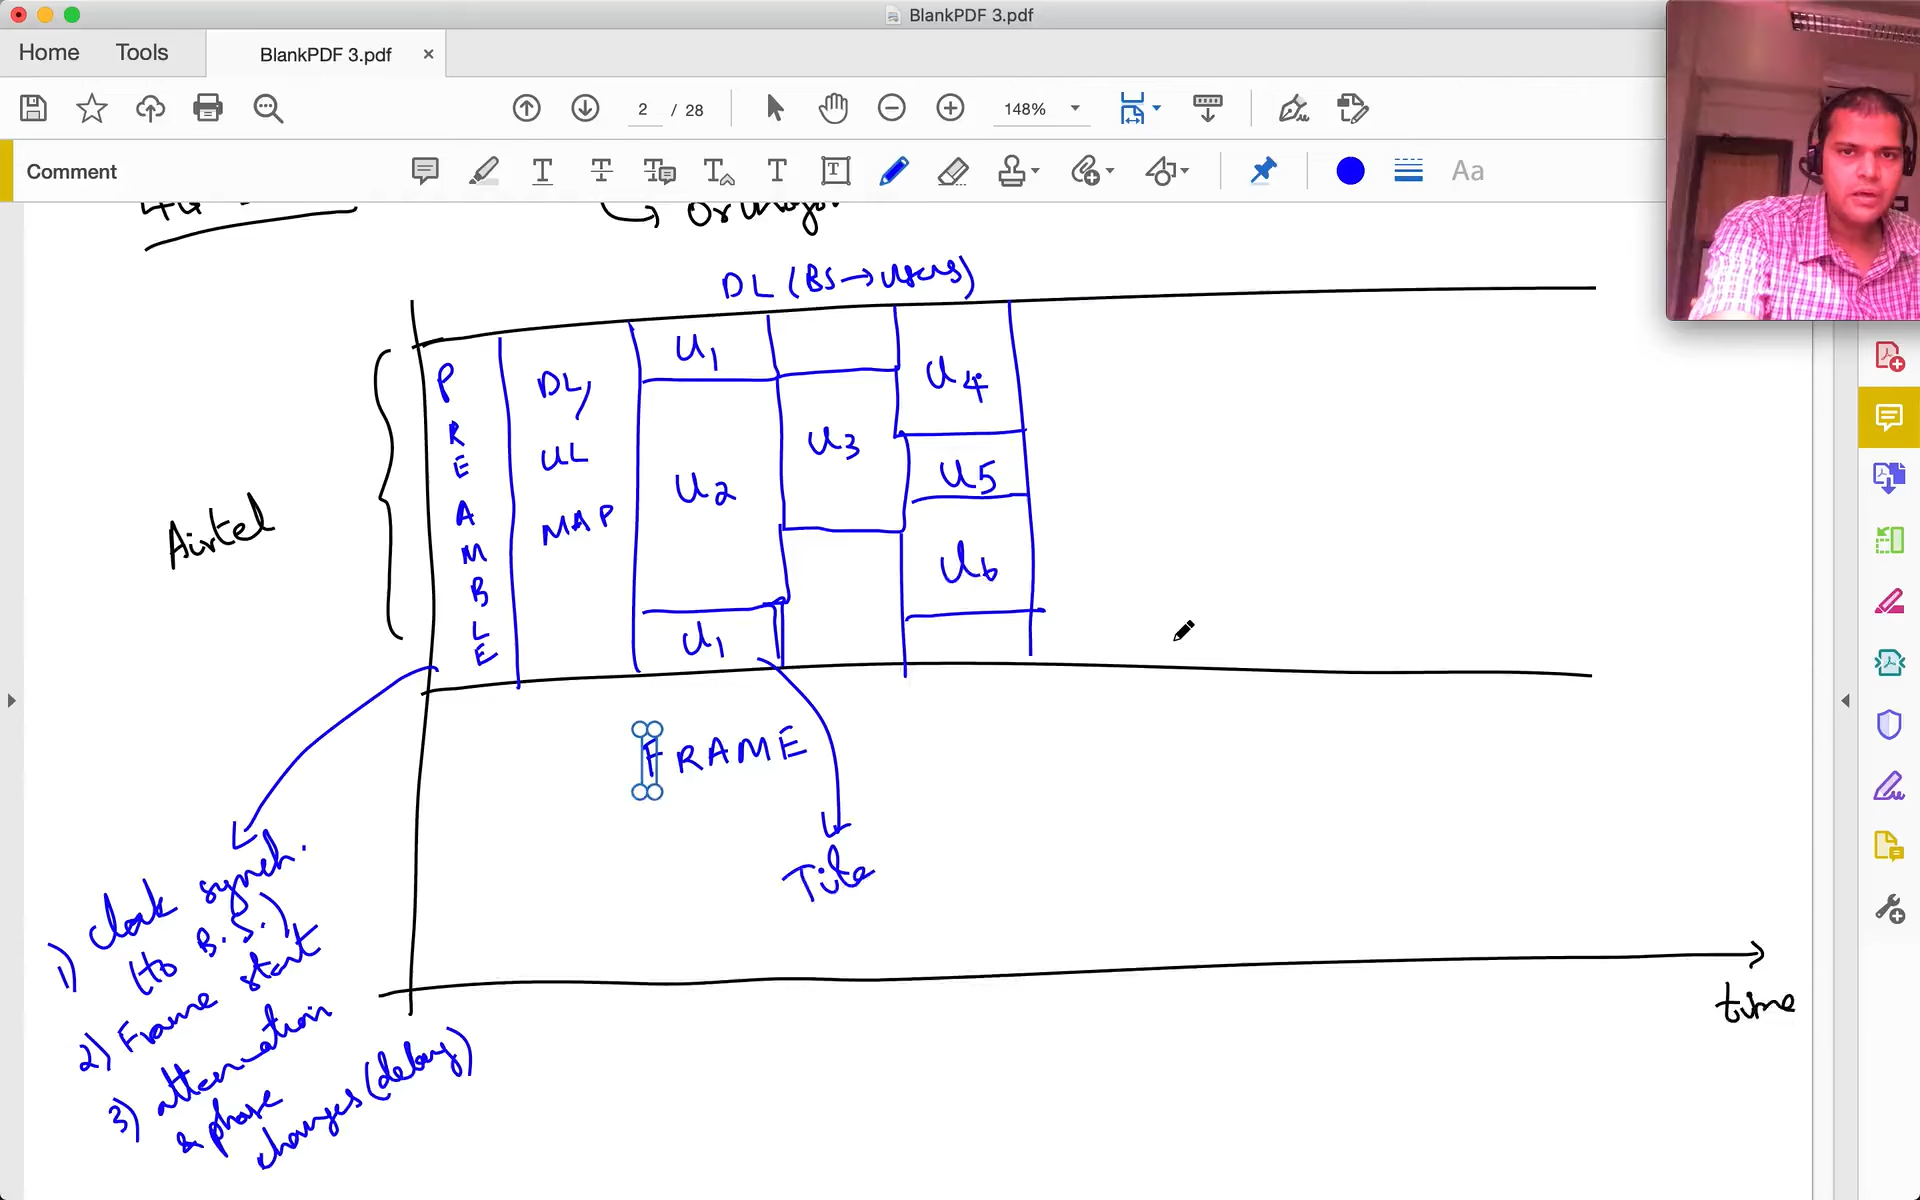 BlankPDF 3.pdf
Home
Tools
BlankPDF 3.pdf
2 / 28
148%
Comment
Aa
DL (BS → users)
Airtel
PREAMBLE
DL,
UL
MAP
U1
U2
U1
U3
U4
U5
U6
FRAME
Tile
time
1) clock synch.
(to B.S.)
2) Frame start
3) attenuation
& phase
changes (delay)